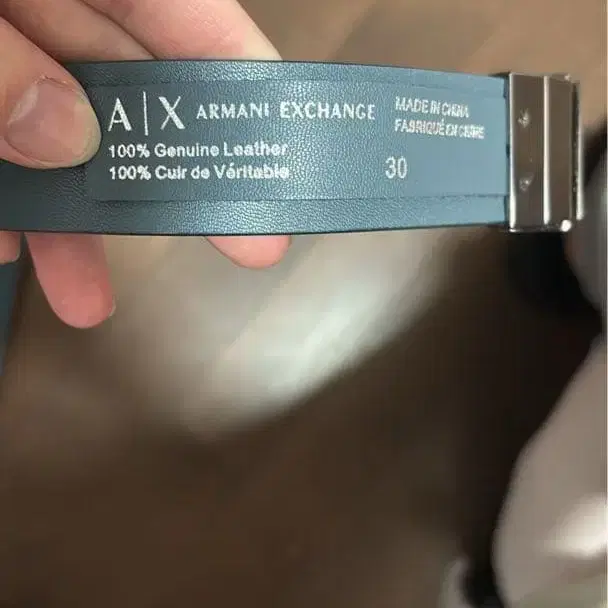 A|X ARMANI EXCHANGE
100% Genuine Leather
100% Cuir de Véritable
MADE IN CHINA
FABRIQUÉ EN CHINE
30